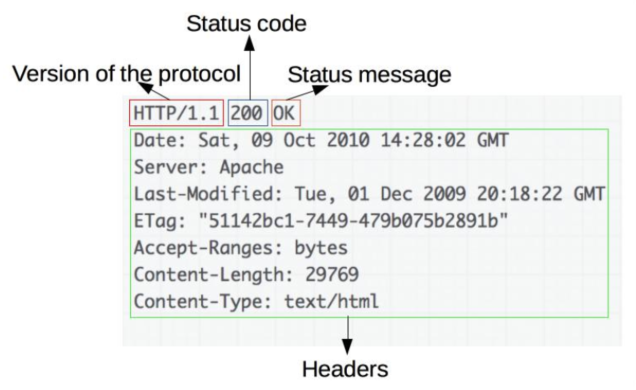 Status code
Version of the protocol
Status message
HTTP/1.1 200 OK
Date: Sat, 09 Oct 2010 14:28:02 GMT
Server: Apache
Last-Modified: Tue, 01 Dec 2009 20:18:22 GMT
ETag: "51142bc1-7449-479b075b2891b"
Accept-Ranges: bytes
Content-Length: 29769
Content-Type: text/html
Headers